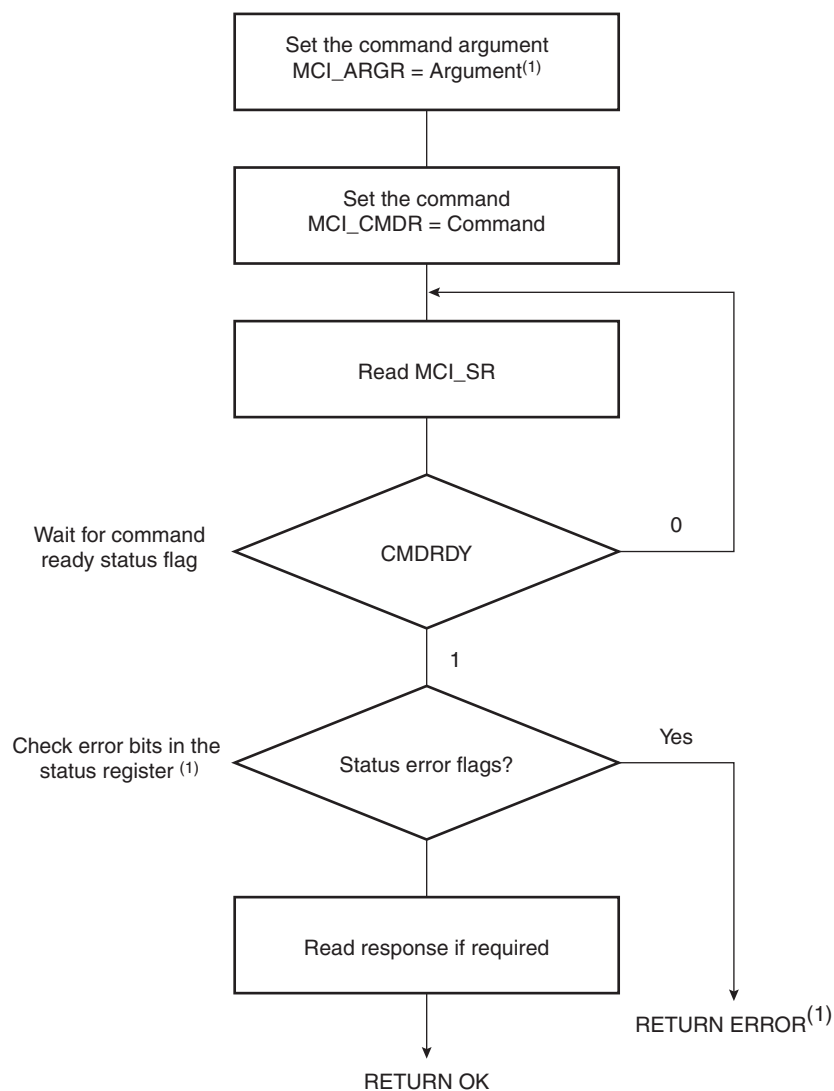 Set the command argument
MCI_ARGR = Argument(1)
Set the command
MCI_CMDR = Command
Read MCI_SR
Wait for command
ready status flag
CMDRDY
0
1
Check error bits in the
status register (1)
Status error flags?
Yes
Read response if required
RETURN ERROR(1)
RETURN OK